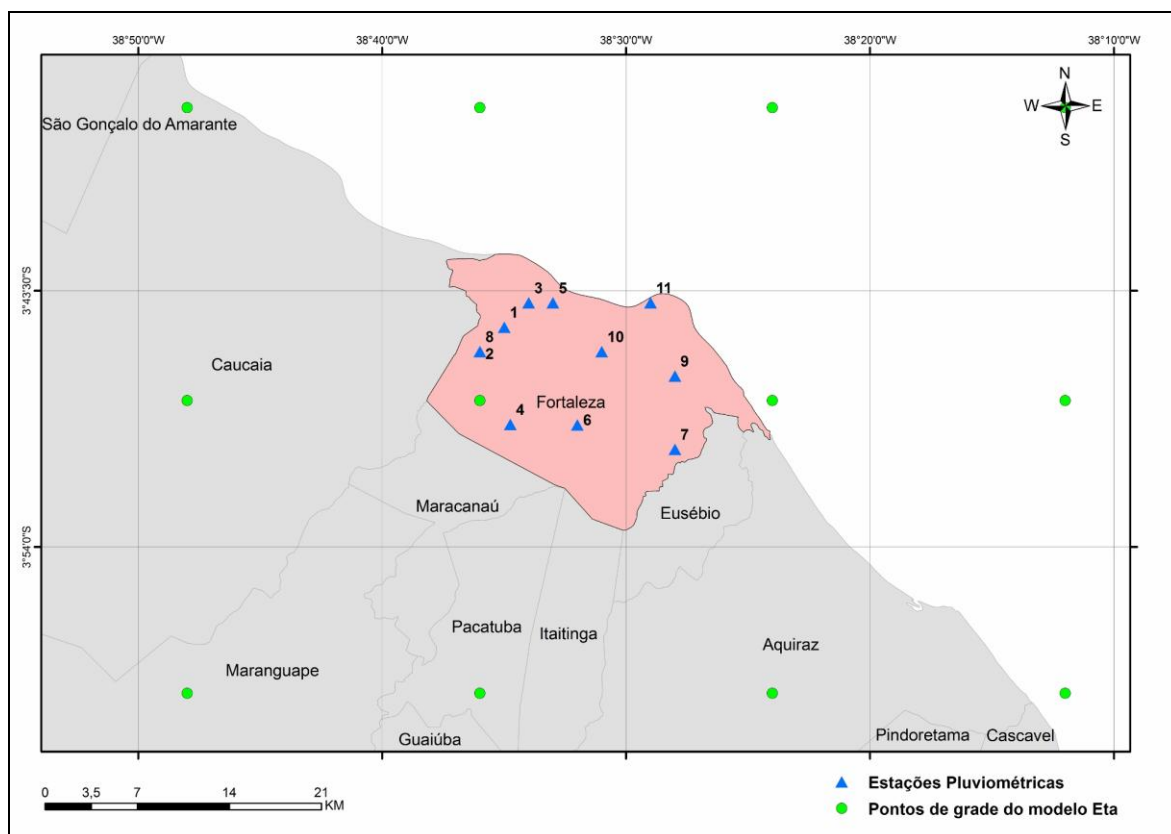 38°50'0"W 38°40'0"W 38°30'0"W 38°20'0"W 38°10'0"W
N
W E
S
São Gonçalo do Amarante
3°43'30"S
3 5 11
1
8 10
2
9
Caucaia
Fortaleza
4 6
7
Maracanaú
Eusébio
3°54'0"S
Pacatuba Itaitinga
Aquiraz
Maranguape
Guaiúba
Pindoretama Cascavel
Estações Pluviométricas
0 3,5 7 14 21
KM
Pontos de grade do modelo Eta